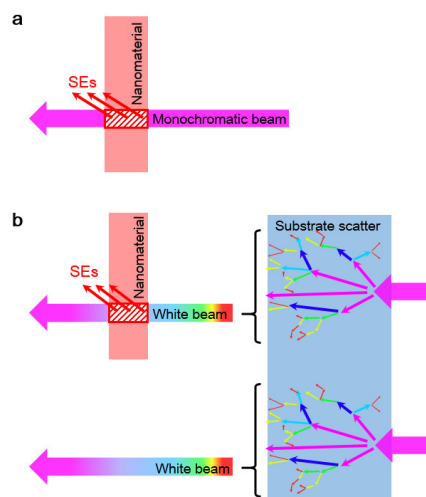 a
Nanomaterial
SEs
Monochromatic beam
b
Substrate scatter
Nanomaterial
SEs
White beam
White beam